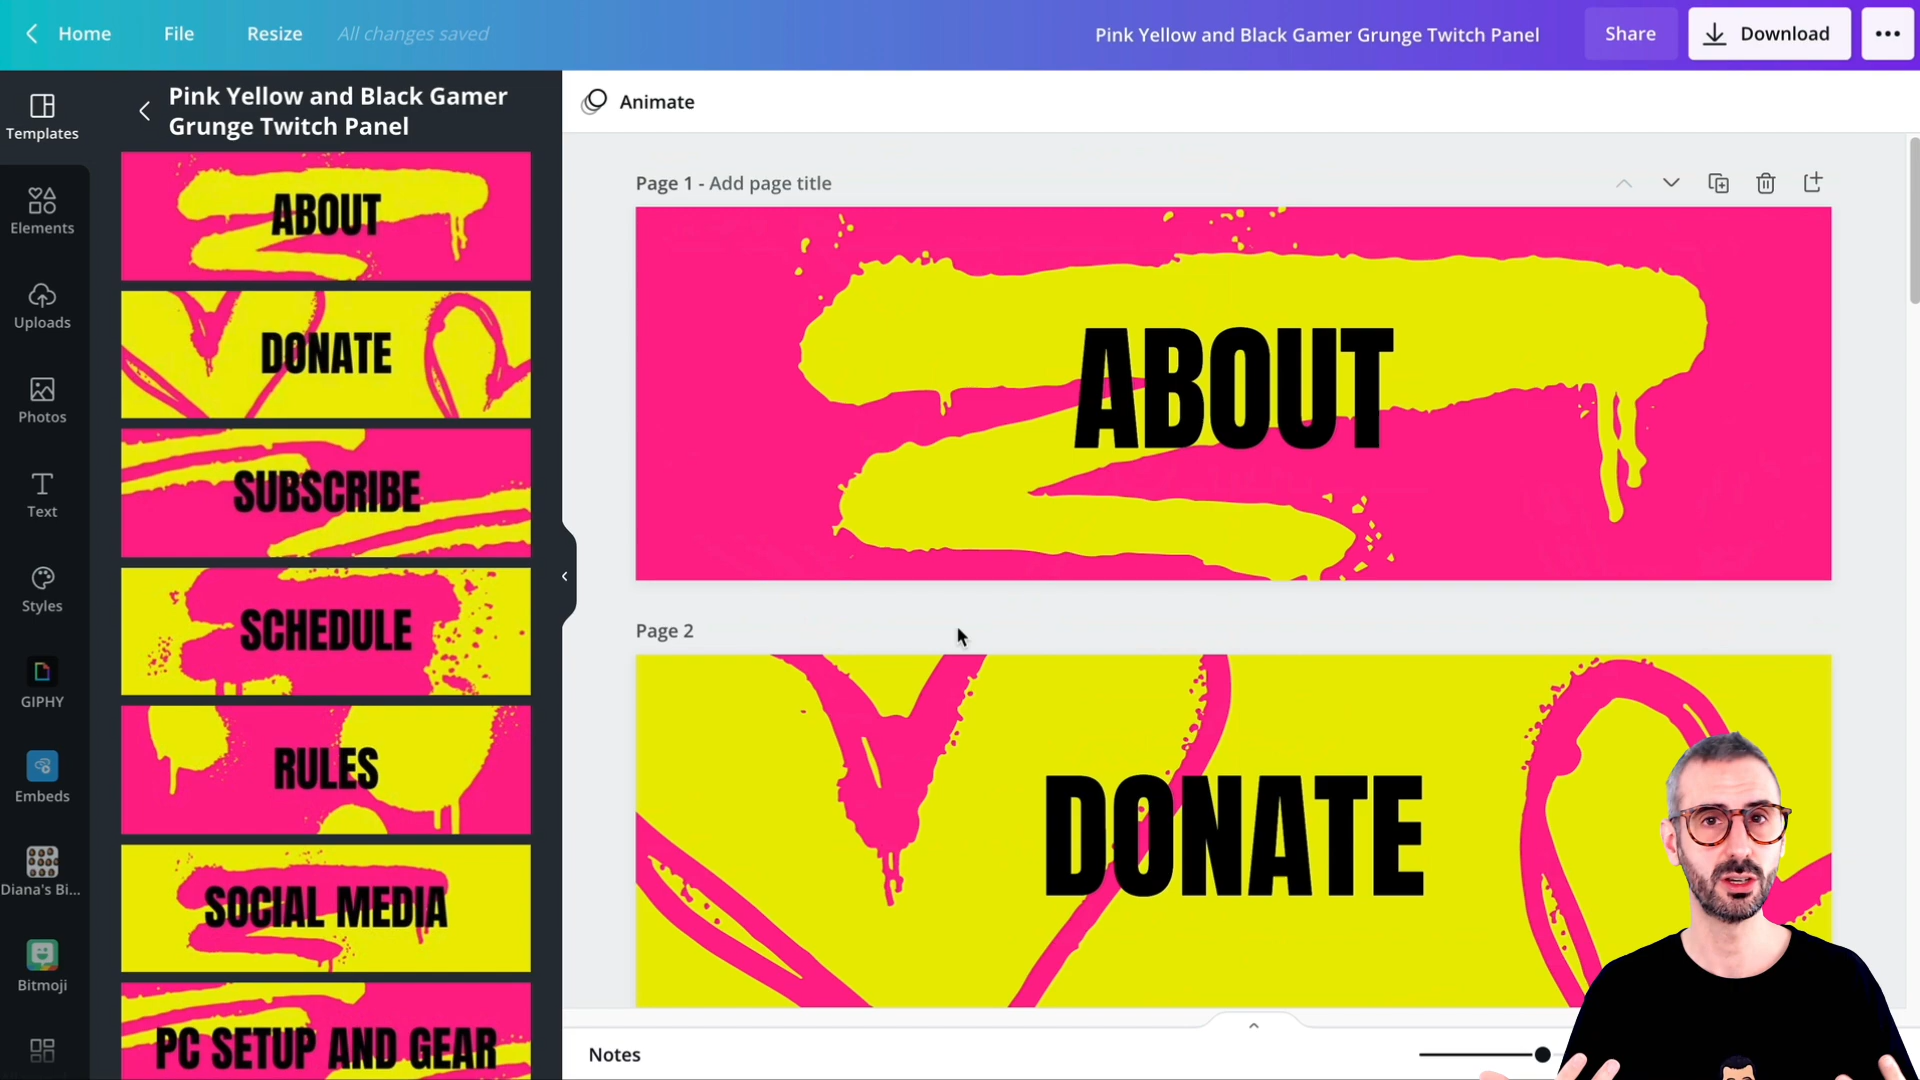 Home
File
Resize
All changes saved
Pink Yellow and Black Gamer Grunge Twitch Panel
Share
Download
Templates
Elements
Uploads
Photos
Text
Styles
GIPHY
Embeds
Diana's Bi...
Bitmoji
Pink Yellow and Black Gamer
Grunge Twitch Panel
ABOUT
DONATE
SUBSCRIBE
SCHEDULE
RULES
SOCIAL MEDIA
PC SETUP AND GEAR
Animate
Page 1 - Add page title
ABOUT
Page 2
DONATE
Notes